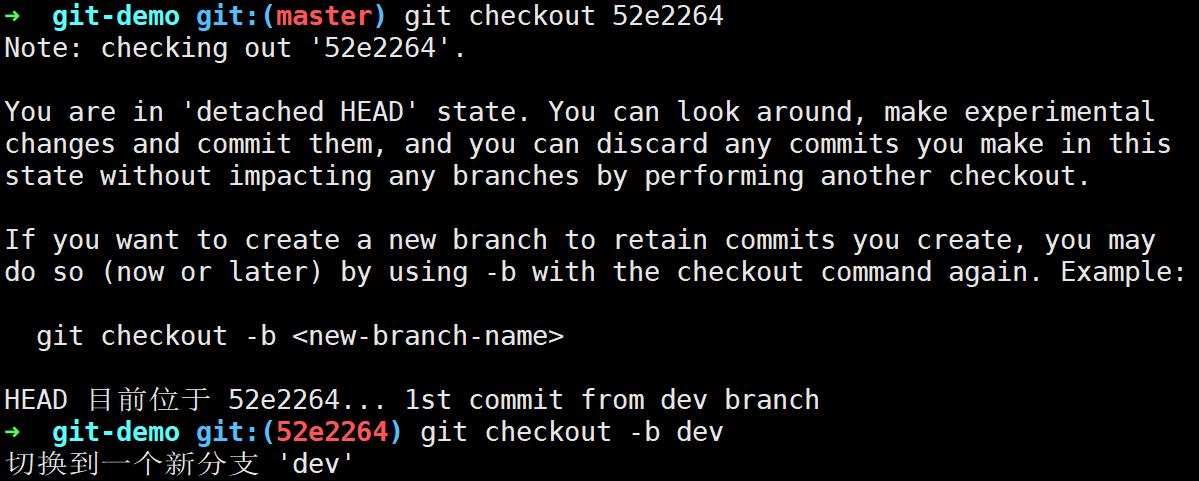 ➜  git-demo git:(master) git checkout 52e2264
Note: checking out '52e2264'.
You are in 'detached HEAD' state. You can look around, make experimental
changes and commit them, and you can discard any commits you make in this
state without impacting any branches by performing another checkout.
If you want to create a new branch to retain commits you create, you may
do so (now or later) by using -b with the checkout command again. Example:
  git checkout -b <new-branch-name>
HEAD 目前位于 52e2264... 1st commit from dev branch
➜  git-demo git:(52e2264) git checkout -b dev
切换到一个新分支 'dev'